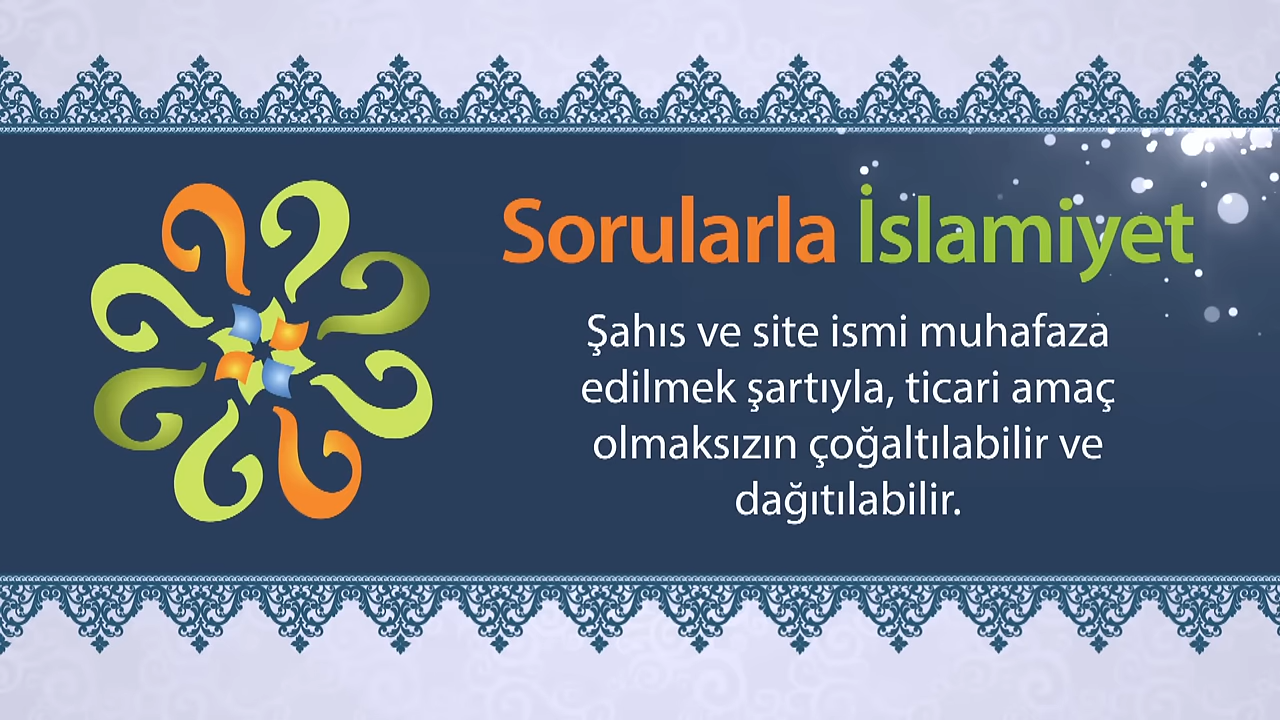 Sorularla İslamiyet
Şahıs ve site ismi muhafaza
edilmek şartıyla, ticari amaç
olmaksızın çoğaltılabilir ve
dağıtılabilir.